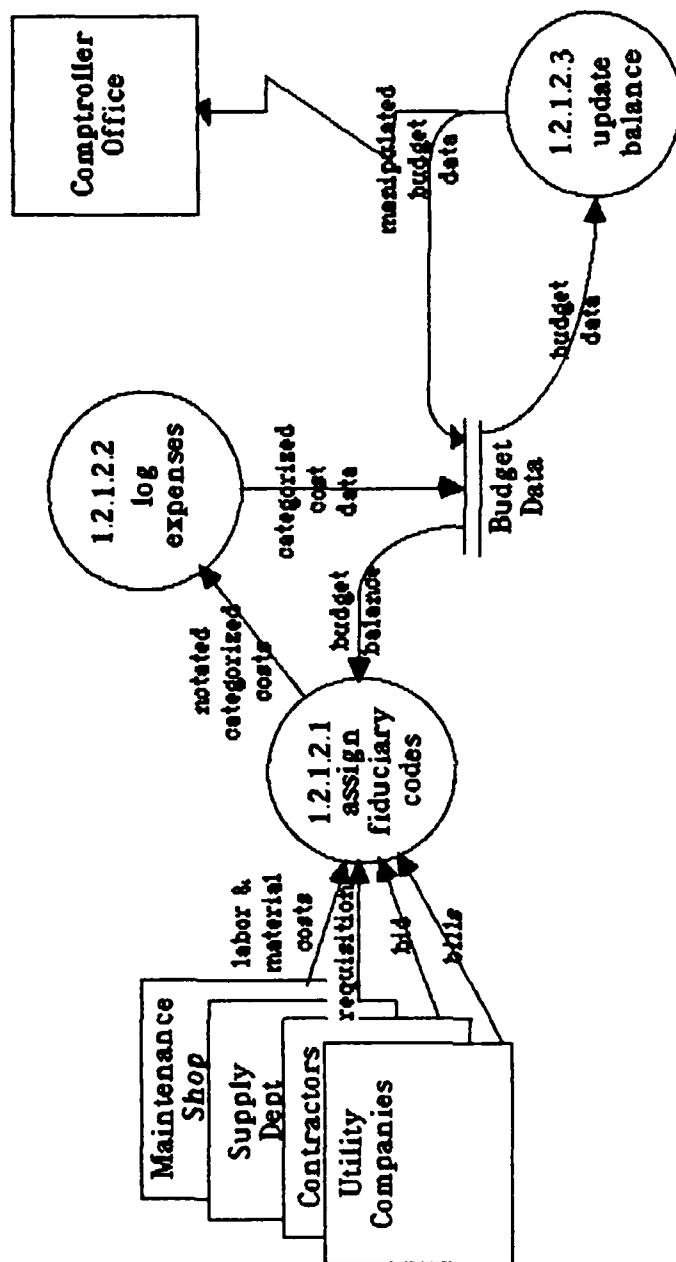 Maintenance
Shop
Supply
Dept
Contractors
Utility
Companies
labor &
material
costs
requisition
bid
bills
1.2.1.2.1
assign
fiduciary
codes
notated
categorized
costs
1.2.1.2.2
log
expenses
categorized
cost
data
budget
balance
Budget
Data
budget
data
manipulated
budget
data
1.2.1.2.3
update
balance
Comptroller
Office